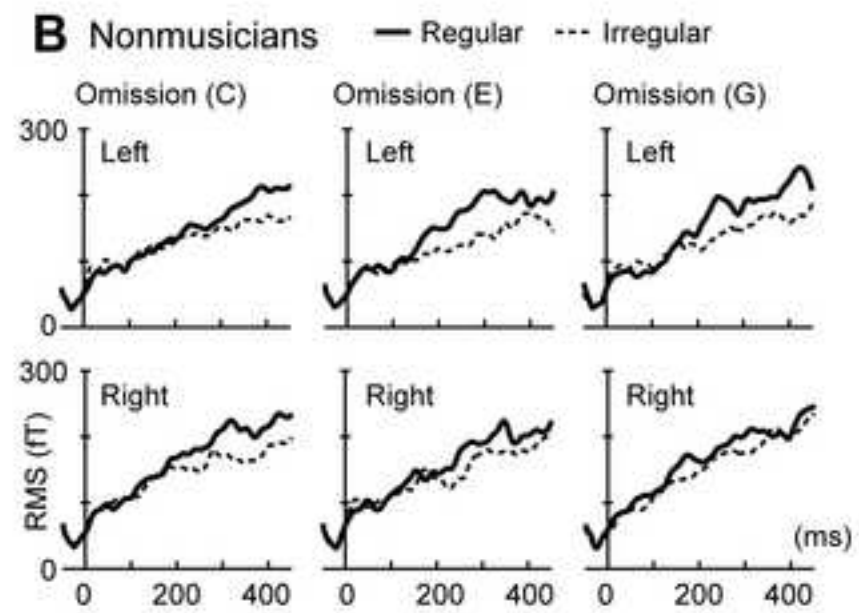 B Nonmusicians Regular Irregular
Omission (C) Omission (E) Omission (G)
300 Left Left Left
0
300 Right Right Right
RMS (fT)
(ms)
0
0 200 400 0 200 400 0 200 400